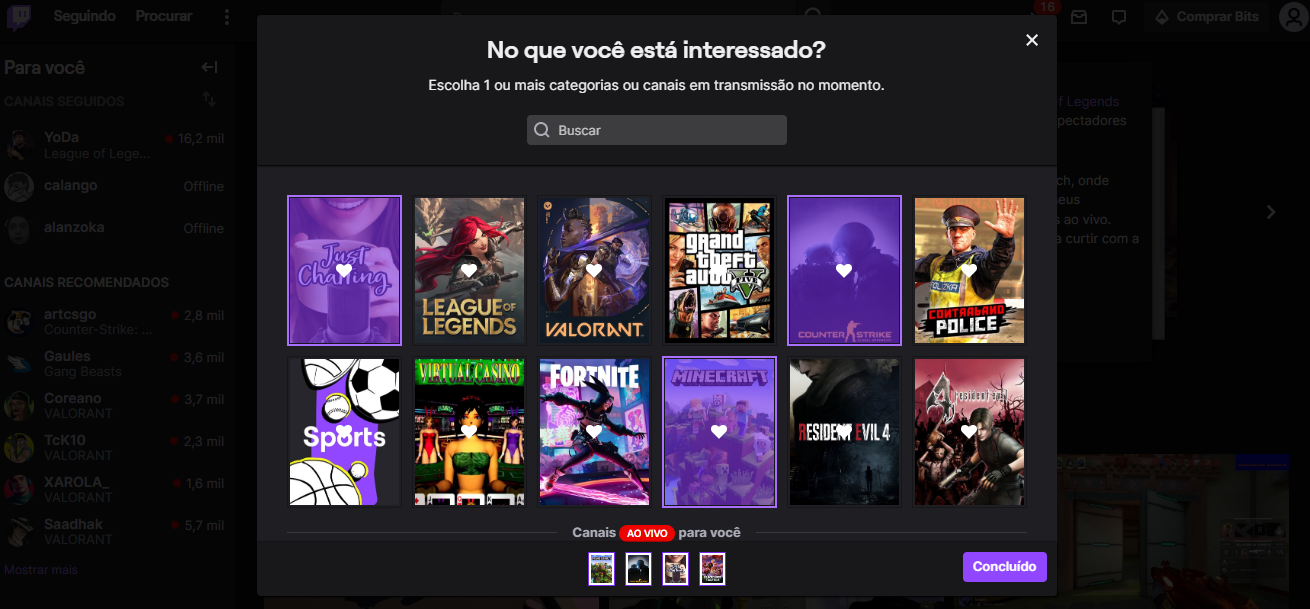 Seguindo
Procurar
16
Comprar Bits
Para você
CANAIS SEGUIDOS
YoDa
16,2 mil
League of Lege...
calango
Offline
alanzoka
Offline
CANAIS RECOMENDADOS
artcsgo
2,8 mil
Counter-Strike: ...
Gaules
3,6 mil
Gang Beasts
Coreano
3,7 mil
VALORANT
TcK10
2,3 mil
VALORANT
XAROLA_
1,6 mil
VALORANT
Saadhak
5,7 mil
VALORANT
Mostrar mais
No que você está interessado?
Escolha 1 ou mais categorias ou canais em transmissão no momento.
Buscar
Just
Chatting
LEAGUE OF
LEGENDS
VALORANT
grand
theft
auto V
COUNTER STRIKE
POLICJA
CONTRABAND
POLICE
Sports
VIRTUAL CASINO
FORTNITE
MINECRAFT
RESIDENT EVIL 4
4 resident evil
Canais AO VIVO para você
Concluído
f Legends
pectadores
ch, onde
seus
s ao vivo.
a curtir com a